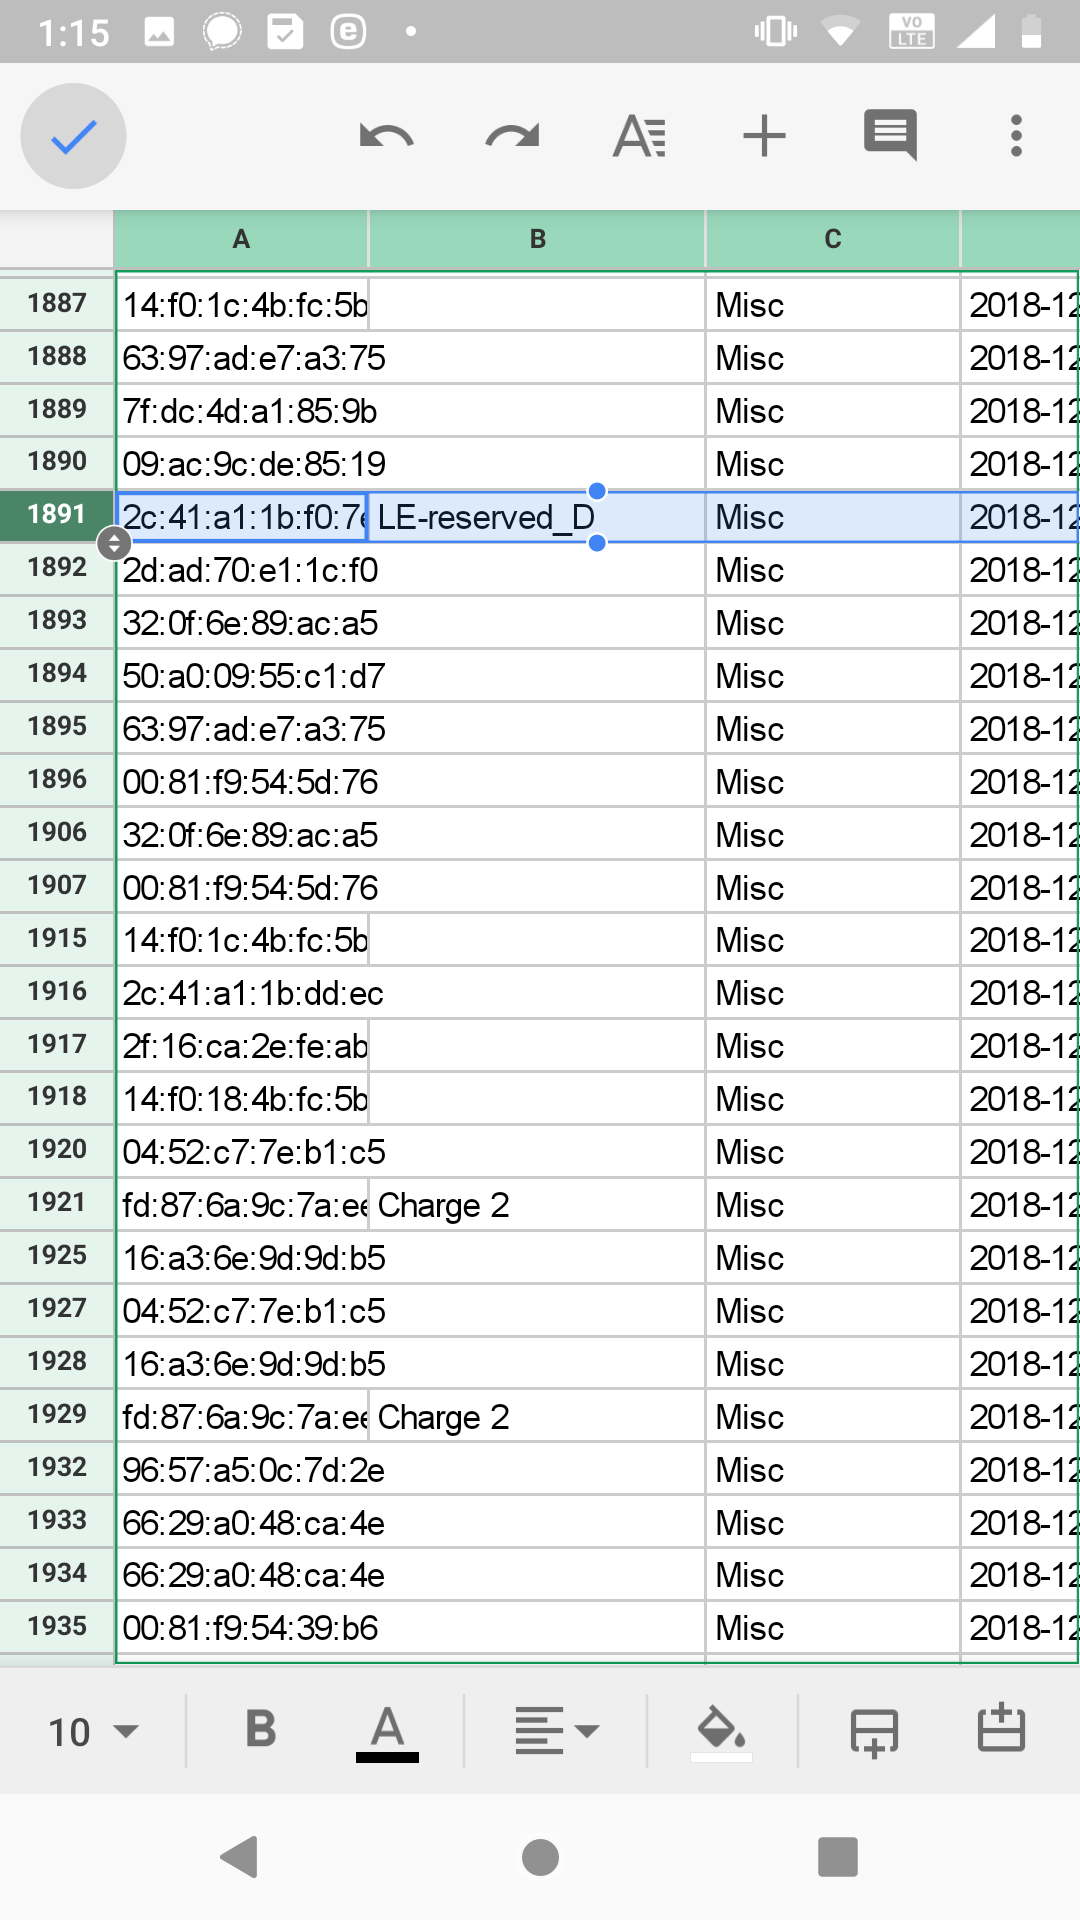 1:15 VO LTE
A B C
1887 14:f0:1c:4b:fc:5b Misc 2018-12
1888 63:97:ad:e7:a3:75 Misc 2018-12
1889 7f:dc:4d:a1:85:9b Misc 2018-12
1890 09:ac:9c:de:85:19 Misc 2018-12
1891 2c:41:a1:1b:f0:7e LE-reserved_D Misc 2018-12
1892 2d:ad:70:e1:1c:f0 Misc 2018-12
1893 32:0f:6e:89:ac:a5 Misc 2018-12
1894 50:a0:09:55:c1:d7 Misc 2018-12
1895 63:97:ad:e7:a3:75 Misc 2018-12
1896 00:81:f9:54:5d:76 Misc 2018-12
1906 32:0f:6e:89:ac:a5 Misc 2018-12
1907 00:81:f9:54:5d:76 Misc 2018-12
1915 14:f0:1c:4b:fc:5b Misc 2018-12
1916 2c:41:a1:1b:dd:ec Misc 2018-12
1917 2f:16:ca:2e:fe:ab Misc 2018-12
1918 14:f0:18:4b:fc:5b Misc 2018-12
1920 04:52:c7:7e:b1:c5 Misc 2018-12
1921 fd:87:6a:9c:7a:ee Charge 2 Misc 2018-12
1925 16:a3:6e:9d:9d:b5 Misc 2018-12
1927 04:52:c7:7e:b1:c5 Misc 2018-12
1928 16:a3:6e:9d:9d:b5 Misc 2018-12
1929 fd:87:6a:9c:7a:ee Charge 2 Misc 2018-12
1932 96:57:a5:0c:7d:2e Misc 2018-12
1933 66:29:a0:48:ca:4e Misc 2018-12
1934 66:29:a0:48:ca:4e Misc 2018-12
1935 00:81:f9:54:39:b6 Misc 2018-12
10 B A